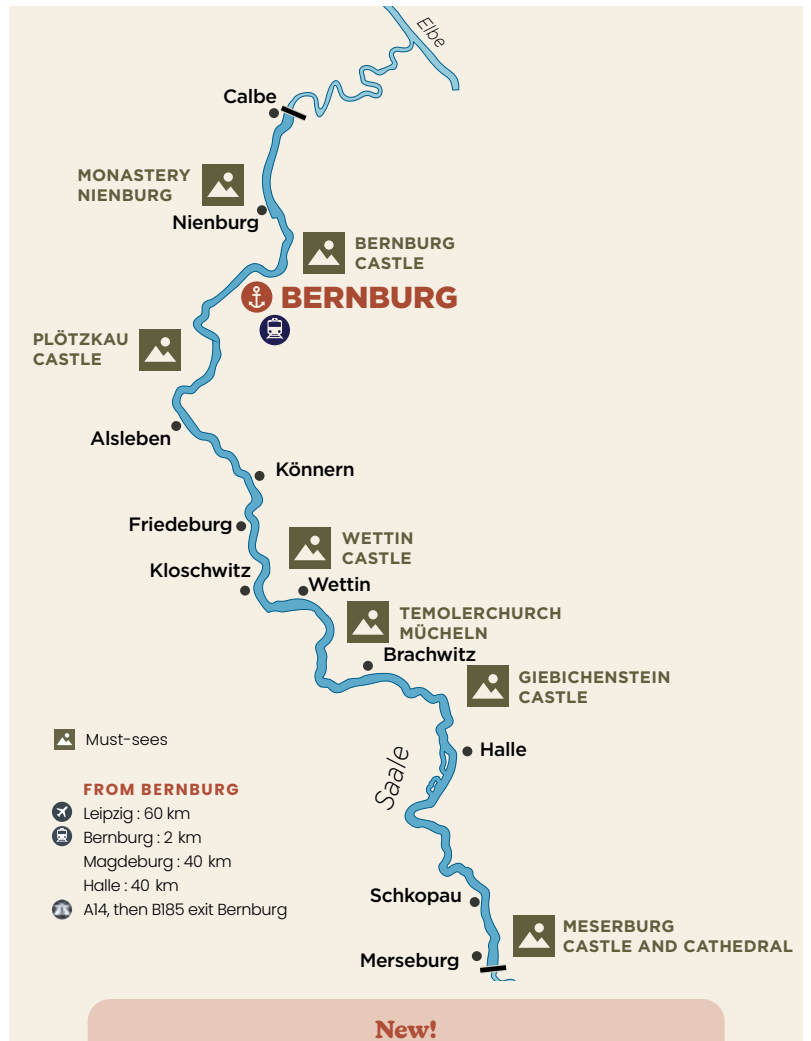 Elbe
Calbe
MONASTERY
NIENBURG
Nienburg
BERNBURG
CASTLE
BERNBURG
PLÖTZKAU
CASTLE
Alsleben
Könnern
Friedeburg
WETTIN
CASTLE
Kloschwitz
Wettin
TEMOLERCHURCH
MÜCHELN
Brachwitz
GIEBICHENSTEIN
CASTLE
Must-sees
Halle
Saale
FROM BERNBURG
Leipzig : 60 km
Bernburg : 2 km
Magdeburg : 40 km
Halle : 40 km
A14, then B185 exit Bernburg
Schkopau
MESERBURG
CASTLE AND CATHEDRAL
Merseburg
New!